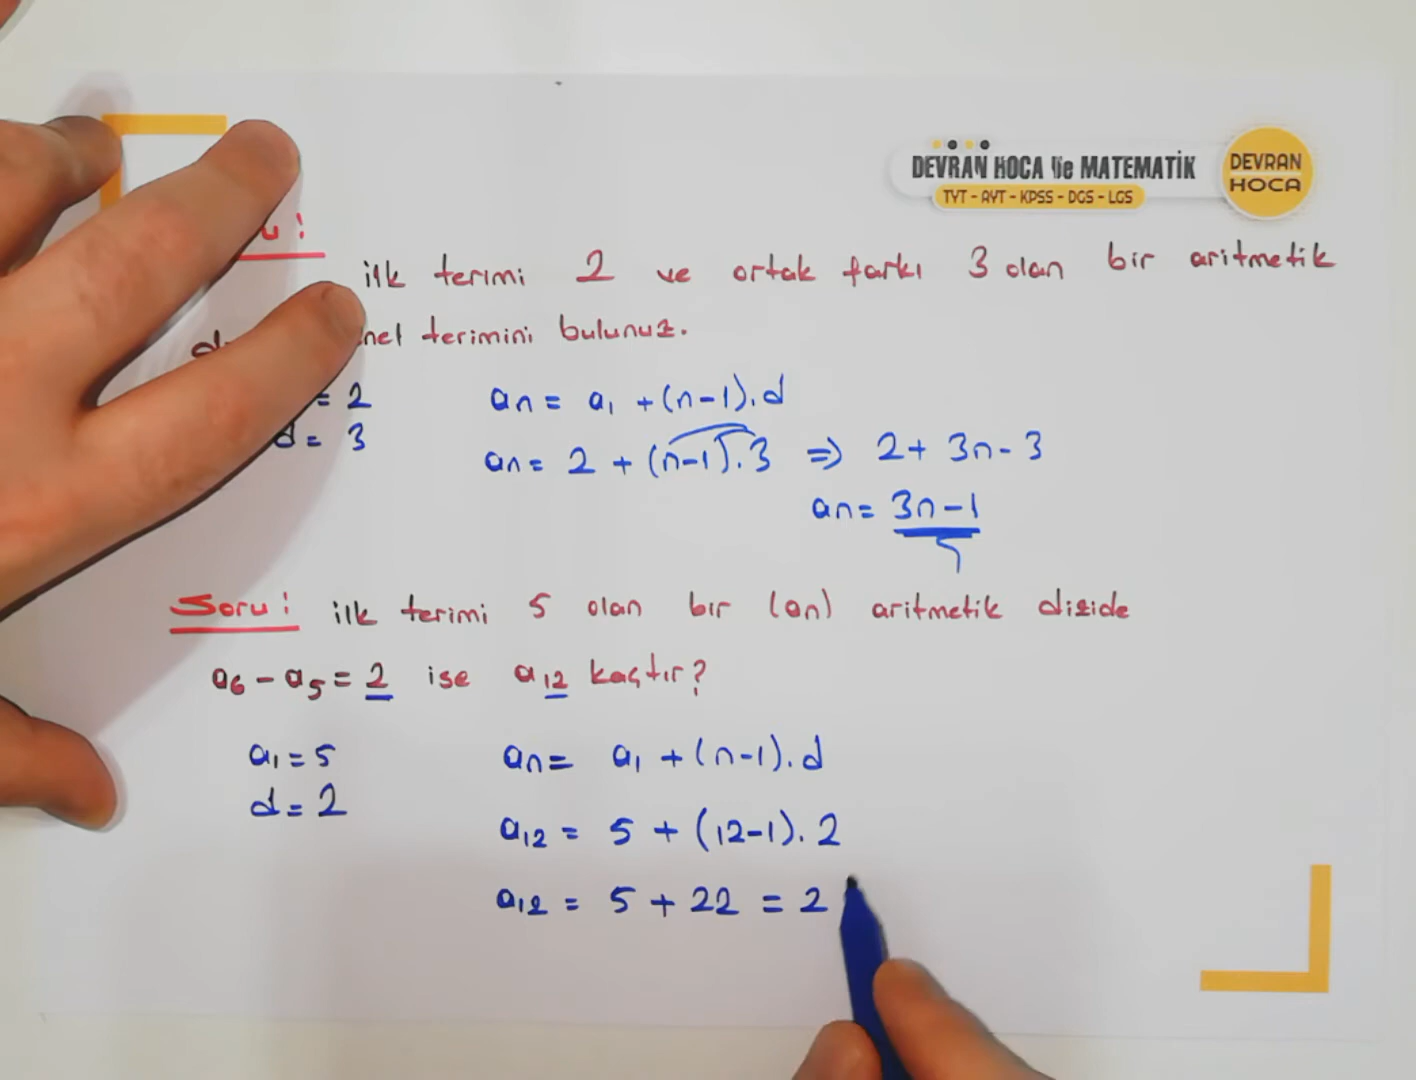 DEVRAN HOCA ile MATEMATİK
TYT - AYT - KPSS - DGS - LGS
DEVRAN
HOCA
u !
ilk terimi 2 ve ortak farkı 3 olan bir aritmetik
nel terimini bulunuz.
= 2
d = 3
an = a₁ + (n-1).d
an = 2 + (n-1).3 ⇒ 2 + 3n - 3
an = 3n - 1
Soru !
ilk terimi 5 olan bir (an) aritmetik dizide
a₆ - a₅ = 2 ise a₁₂ kaçtır?
a₁ = 5
d = 2
an = a₁ + (n-1).d
a₁₂ = 5 + (12-1).2
a₁₂ = 5 + 22 = 2